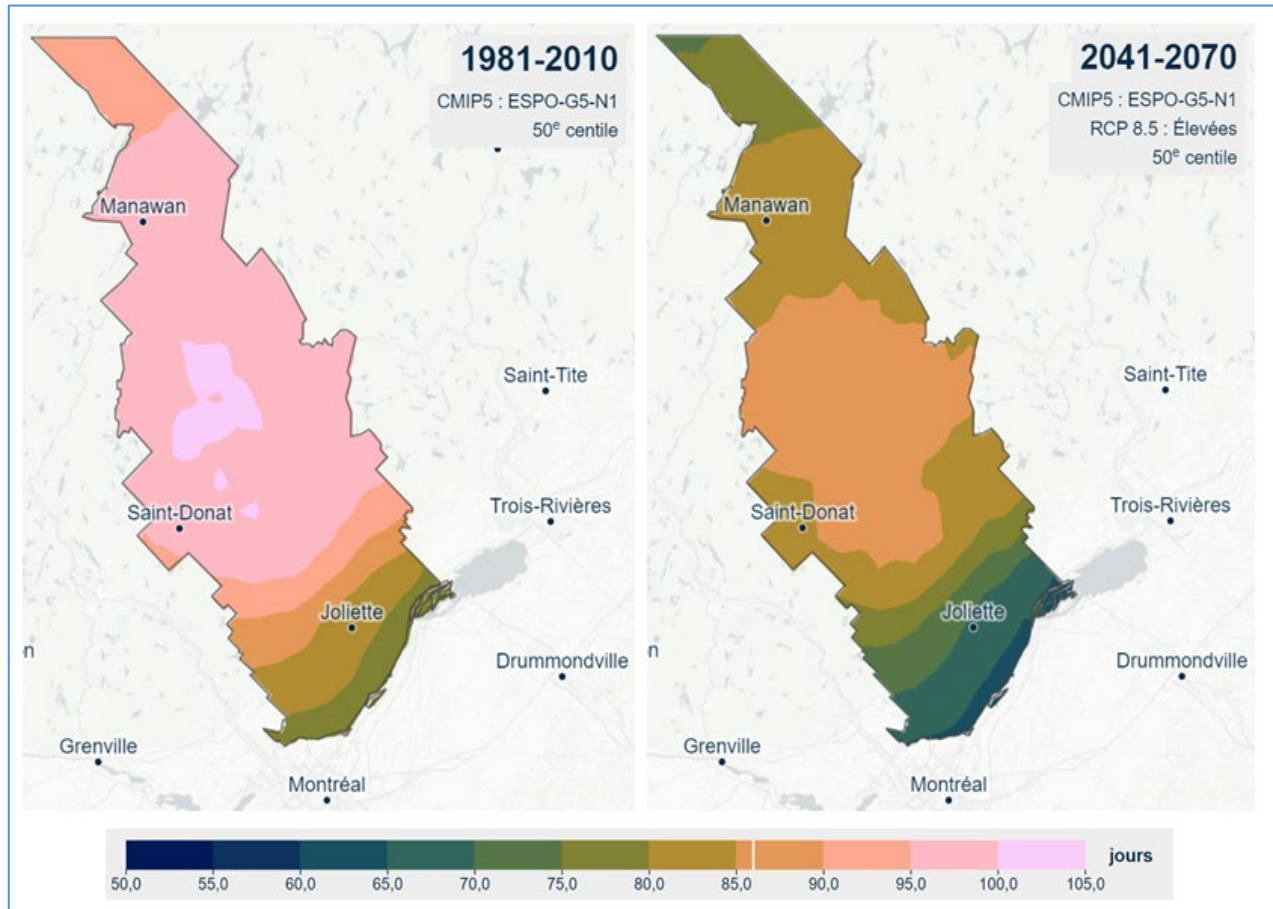 1981-2010
CMIP5 : ESPO-G5-N1
50e centile
Manawan
Saint-Tite
Saint-Donat
Trois-Rivières
Joliette
Drummondville
on
Grenville
Montréal
2041-2070
CMIP5 : ESPO-G5-N1
RCP 8.5 : Élevées
50e centile
Manawan
Saint-Tite
Saint-Donat
Trois-Rivières
Joliette
Drummondville
on
Grenville
Montréal
jours
50,0 55,0 60,0 65,0 70,0 75,0 80,0 85,0 90,0 95,0 100,0 105,0